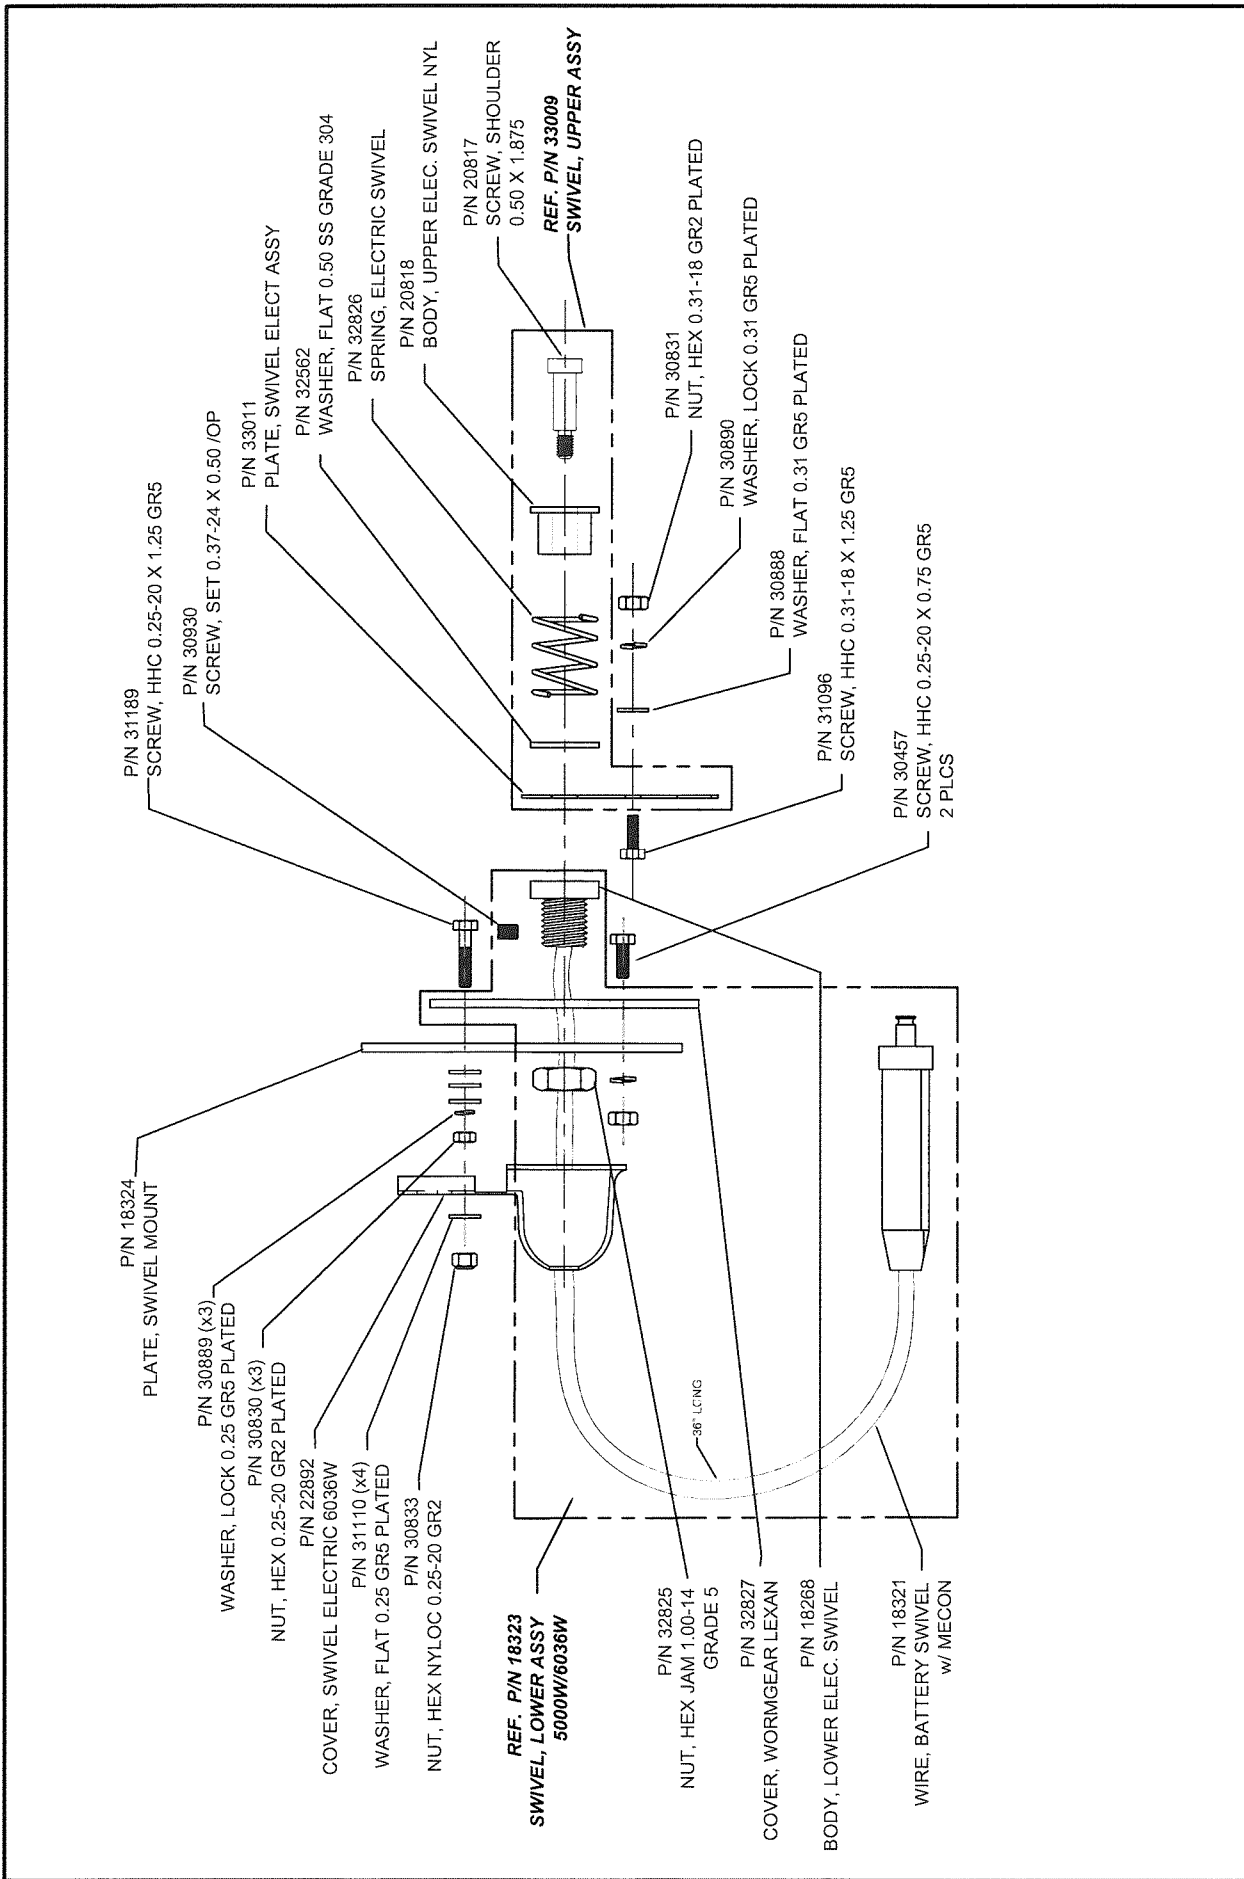 P/N 31189
SCREW, HHC 0.25-20 X 1.25 GR5
P/N 30930
SCREW, SET 0.37-24 X 0.50 /OP
P/N 33011
PLATE, SWIVEL ELECT ASSY
P/N 32562
WASHER, FLAT 0.50 SS GRADE 304
P/N 32826
SPRING, ELECTRIC SWIVEL
P/N 20818
BODY, UPPER ELEC. SWIVEL NYL
P/N 20817
SCREW, SHOULDER
0.50 X 1.875
REF. P/N 33009
SWIVEL, UPPER ASSY
P/N 30831
NUT, HEX 0.31-18 GR2 PLATED
P/N 30890
WASHER, LOCK 0.31 GR5 PLATED
P/N 30888
WASHER, FLAT 0.31 GR5 PLATED
P/N 31096
SCREW, HHC 0.31-18 X 1.25 GR5
P/N 30457
SCREW, HHC 0.25-20 X 0.75 GR5
2 PLCS
P/N 18324
PLATE, SWIVEL MOUNT
P/N 30889 (x3)
WASHER, LOCK 0.25 GR5 PLATED
P/N 30830 (x3)
NUT, HEX 0.25-20 GR2 PLATED
P/N 22892
COVER, SWIVEL ELECTRIC 6036W
P/N 31110 (x4)
WASHER, FLAT 0.25 GR5 PLATED
P/N 30833
NUT, HEX NYLOC 0.25-20 GR2
REF. P/N 18323
SWIVEL, LOWER ASSY
5000W/6036W
36" LONG
P/N 32825
NUT, HEX JAM 1.00-14
GRADE 5
P/N 32827
COVER, WORMGEAR LEXAN
P/N 18268
BODY, LOWER ELEC. SWIVEL
P/N 18321
WIRE, BATTERY SWIVEL
w/ MECON